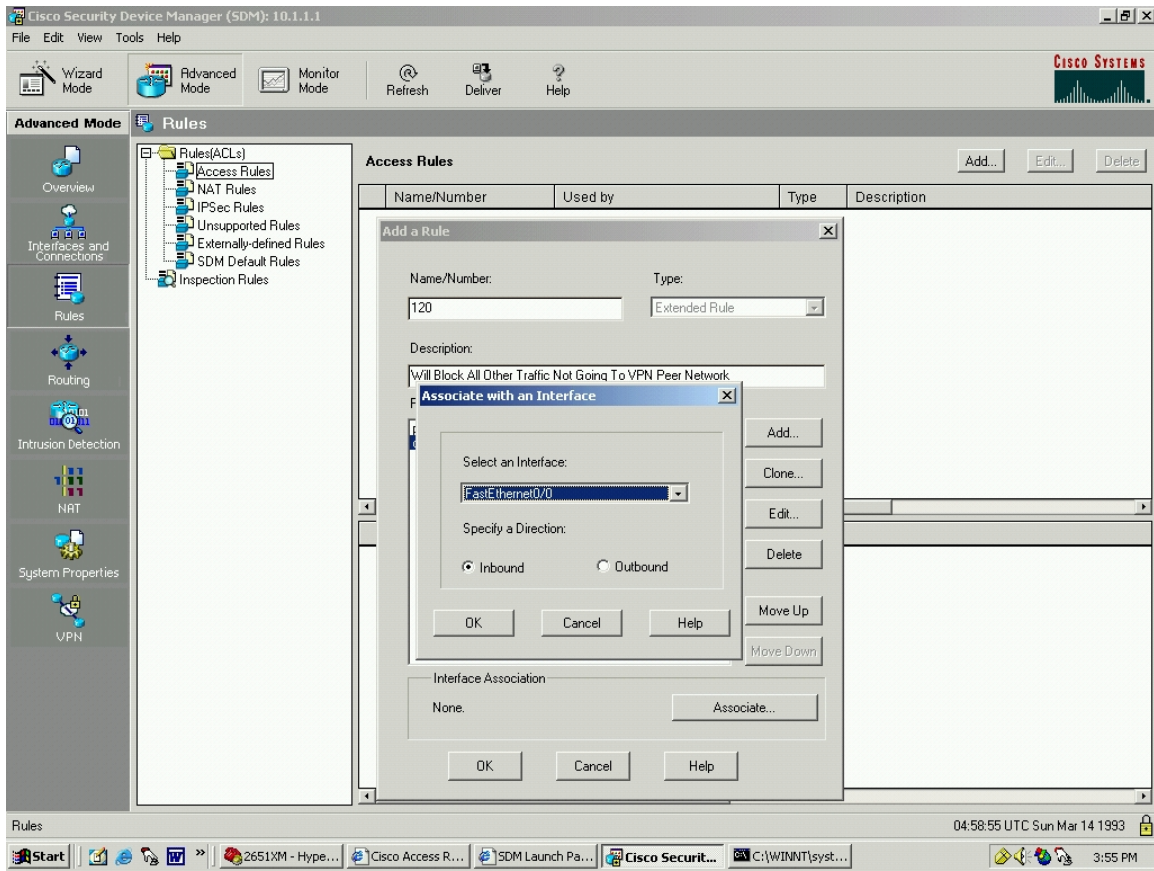 Cisco Security Device Manager (SDM): 10.1.1.1
File Edit View Tools Help
Wizard Mode
Advanced Mode
Monitor Mode
Refresh
Deliver
Help
CISCO SYSTEMS
Advanced Mode
Rules
Overview
Interfaces and Connections
Rules
Routing
Intrusion Detection
NAT
System Properties
VPN
Rules(ACLs)
Access Rules
NAT Rules
IPSec Rules
Unsupported Rules
Externally-defined Rules
SDM Default Rules
Inspection Rules
Access Rules
Add...
Edit...
Delete
Name/Number
Used by
Type
Description
Add a Rule
Name/Number:
Type:
120
Extended Rule
Description:
Will Block All Other Traffic Not Going To VPN Peer Network
Associate with an Interface
Select an Interface:
FastEthernet0/0
Specify a Direction:
Inbound
Outbound
OK
Cancel
Help
Add...
Clone...
Edit...
Delete
Move Up
Move Down
Interface Association
None.
Associate...
OK
Cancel
Help
Rules
04:58:55 UTC Sun Mar 14 1993
Start
2651XM - Hype...
Cisco Access R...
SDM Launch Pa...
Cisco Securit...
C:\WINNT\syst...
3:55 PM